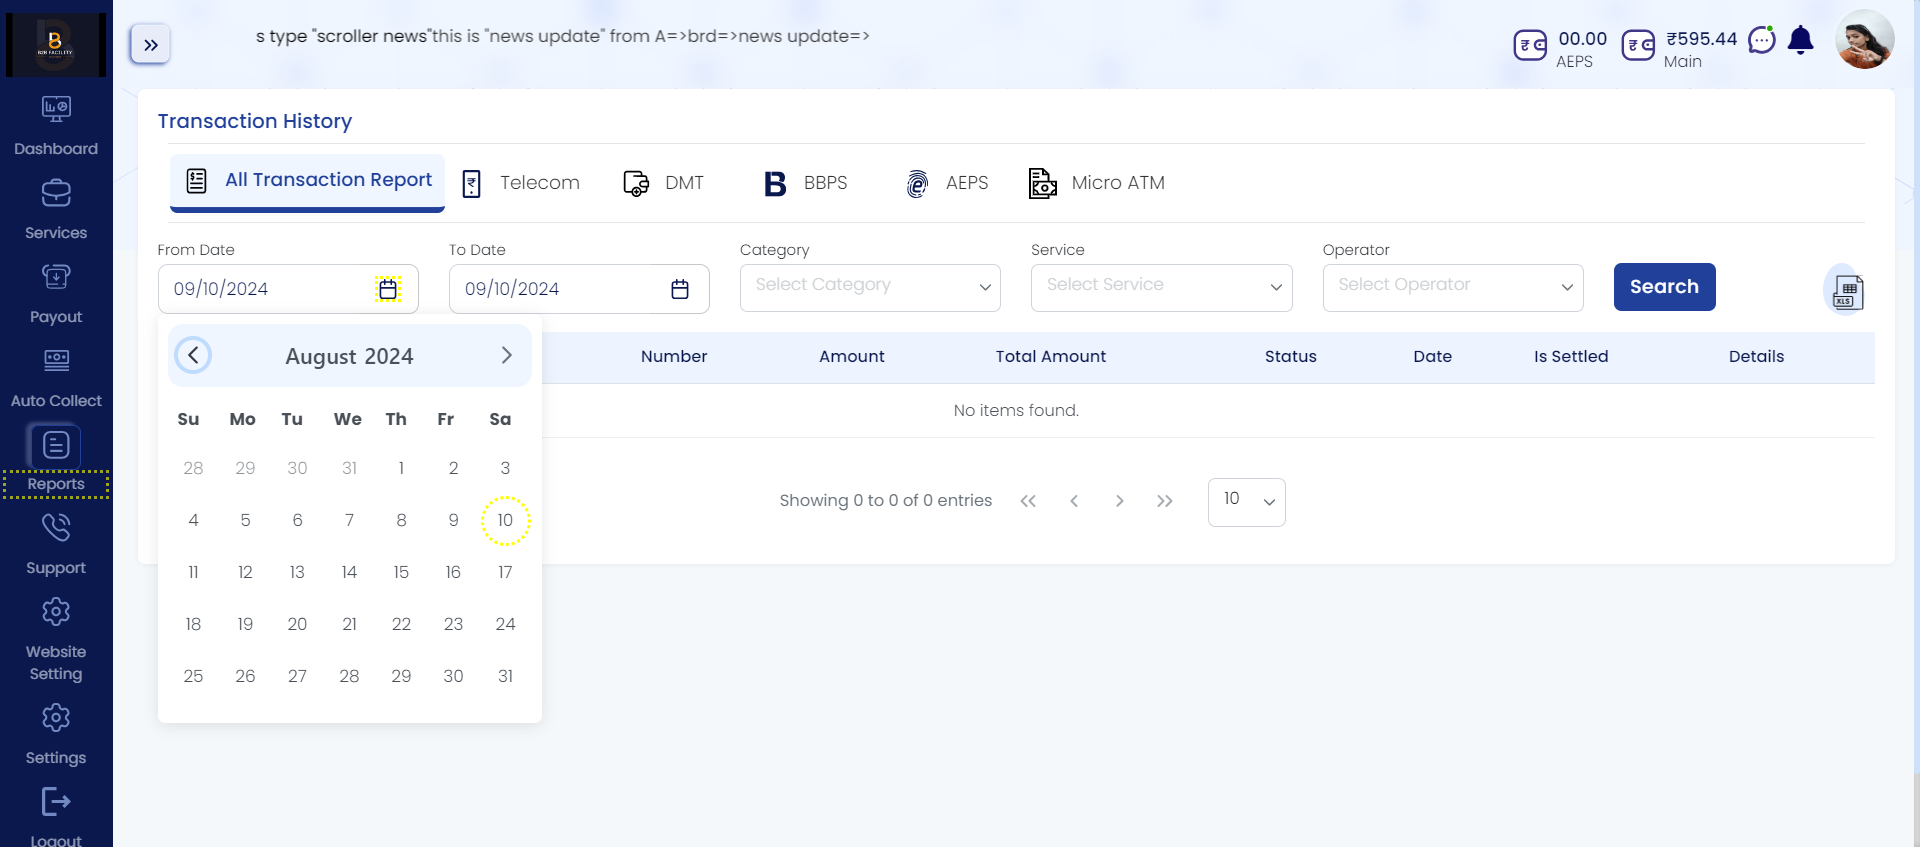 B2B FACILITY
s type "scroller news"this is "news update" from A=>brd=>news update=>
00.00
AEPS
₹595.44
Main
Dashboard
Services
Payout
Auto Collect
Reports
Support
Website
Setting
Settings
Logout
Transaction History
All Transaction Report
Telecom
DMT
BBPS
AEPS
Micro ATM
From Date
To Date
Category
Service
Operator
09/10/2024
09/10/2024
Select Category
Select Service
Select Operator
Search
XLS
August 2024
Su Mo Tu We Th Fr Sa
28 29 30 31 1 2 3
4 5 6 7 8 9 10
11 12 13 14 15 16 17
18 19 20 21 22 23 24
25 26 27 28 29 30 31
Number Amount Total Amount Status Date Is Settled Details
No items found.
Showing 0 to 0 of 0 entries
10